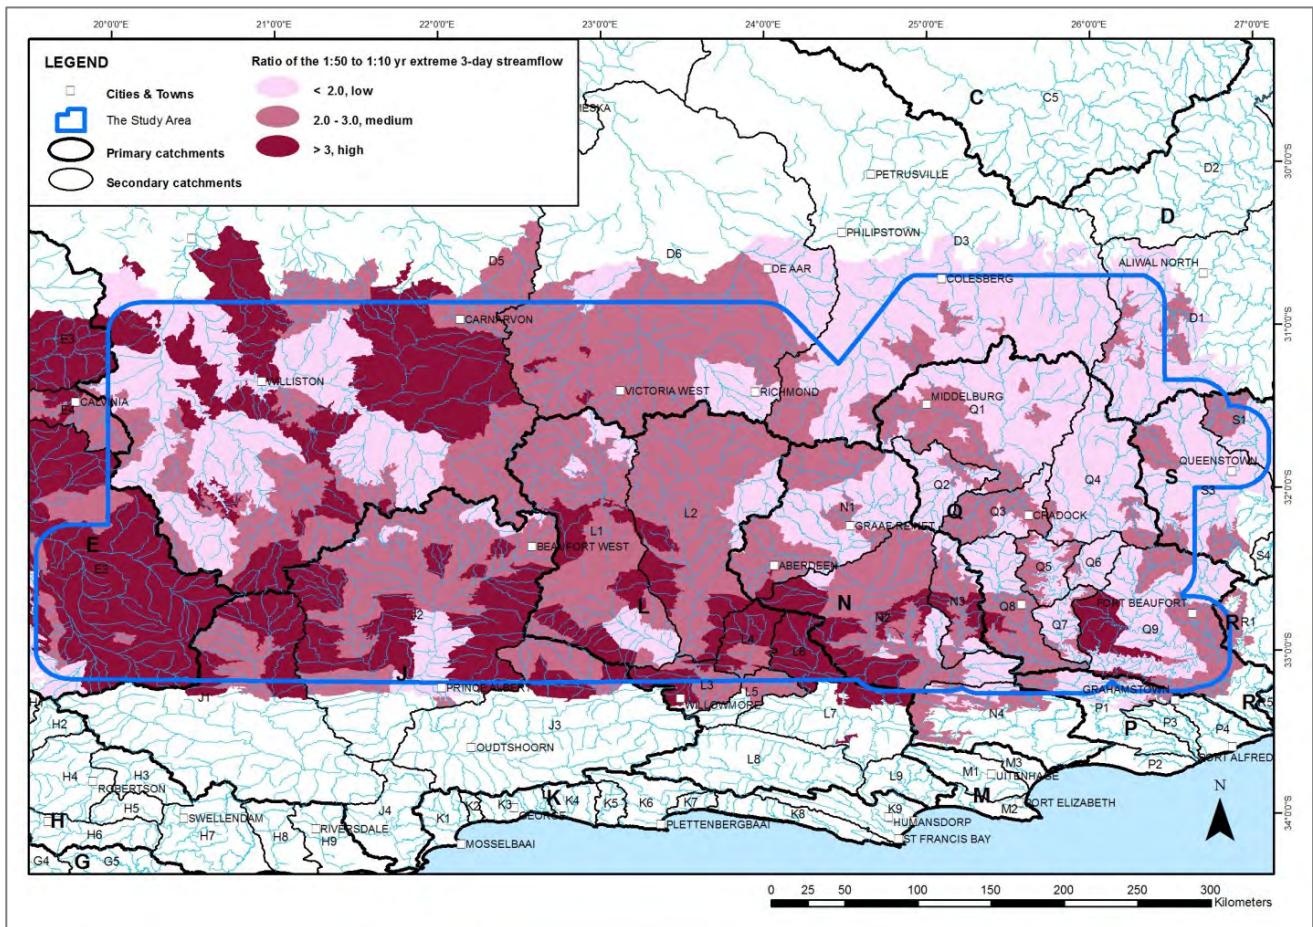 20°0'0"E 21°0'0"E 22°0'0"E 23°0'0"E 24°0'0"E 25°0'0"E 26°0'0"E 27°0'0"E
LEGEND
Cities & Towns
The Study Area
Primary catchments
Secondary catchments
Ratio of the 1:50 to 1:10 yr extreme 3-day streamflow
< 2.0, low
2.0 - 3.0, medium
> 3, high
IESKA
C C5
30°0'0"S
PETRUSVILLE
D2
D
PHILIPSTOWN
D3
D5 D6
DE AAR
COLESBERG
ALIWAL NORTH
31°0'0"S
CARNARVON
D1
E3
WILLISTON
VICTORIA WEST
RICHMOND
MIDDELBURG
Q1
E4
CALVINIA
S1
QUEENSTOWN
S
32°0'0"S
Q2
Q4
S3
L2
N1
Q
Q3
CRADOCK
GRAAF REINET
L1
BEAUFORT WEST
E
E2
ABERDEEN
Q5
Q6
S4
L
N
N2
N3
Q8
FORT BEAUFORT
J2
Q7
Q9
R
R1
L4
L6
33°0'0"S
J
PRINCE ALBERT
J1
L3
L5
WILLOWMORE
GRAHAMSTOWN
R
L7
N4
P1
P3
P4
P
H2
J3
OUDTSHOORN
PORT ALFRED
P2
H4
H3
ROBERTSON
L8
L9
M1
M3
UITENHAGE
M
M2
PORT ELIZABETH
H5
J4
K1
K2
K3
K
K4
K5
K6
K7
K8
K9
GEORGE
HUMANSDORP
H
H6
SWELLENDAM
H7
H8
RIVERSDALE
H9
PLETTENBERGBAAI
ST FRANCIS BAY
MOSSELBAAI
34°0'0"S
G4
G
G5
N
0 25 50 100 150 200 250 300
Kilometers